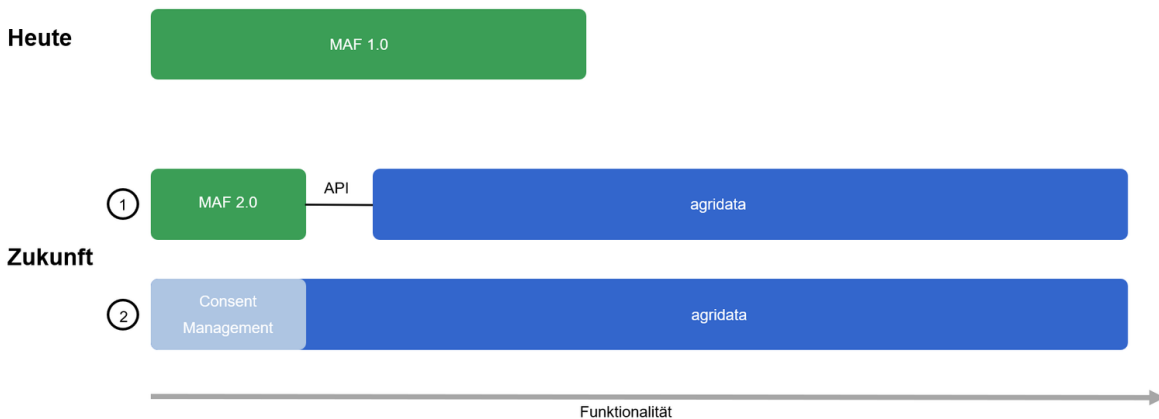 Heute
MAF 1.0
1
MAF 2.0
API
agridata
Zukunft
2
Consent
Management
agridata
Funktionalität